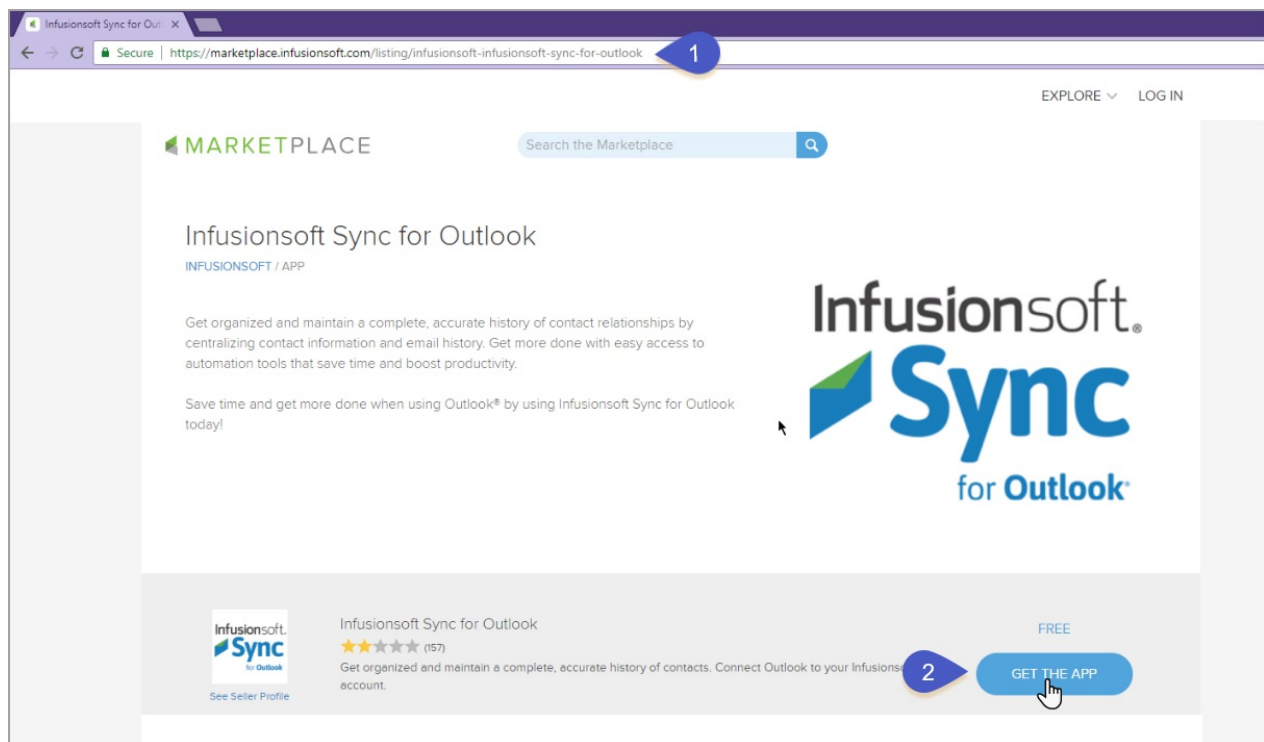 Infusionsoft Sync for Out
Secure | https://marketplace.infusionsoft.com/listing/infusionsoft-infusionsoft-sync-for-outlook
1
EXPLORE LOG IN
MARKETPLACE
Search the Marketplace
Infusionsoft Sync for Outlook
INFUSIONSOFT / APP
Get organized and maintain a complete, accurate history of contact relationships by
centralizing contact information and email history. Get more done with easy access to
automation tools that save time and boost productivity.
Save time and get more done when using Outlook® by using Infusionsoft Sync for Outlook
today!
Infusionsoft®
Sync
for Outlook
Infusionsoft.
Sync
for Outlook
See Seller Profile
Infusionsoft Sync for Outlook
(157)
Get organized and maintain a complete, accurate history of contacts. Connect Outlook to your Infusions
account.
FREE
2
GET THE APP